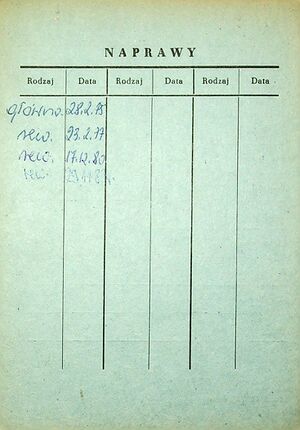 NAPRAWY
Rodzaj Data Rodzaj Data Rodzaj Data
główna. 28.2.75
rew. 23.2.77
rew. 17.12.80
rew.